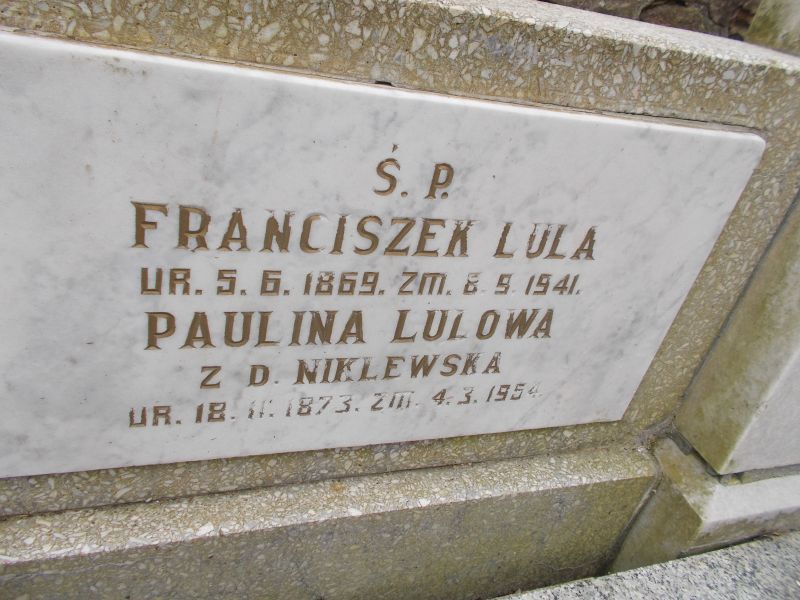 Ś. P.
FRANCISZEK LULA
UR. 5. 6. 1869. ZM. 8. 9. 1941.
PAULINA LULOWA
Z D. NIKLEWSKA
UR. 18. 11. 1873. ZM. 4. 3. 1954.